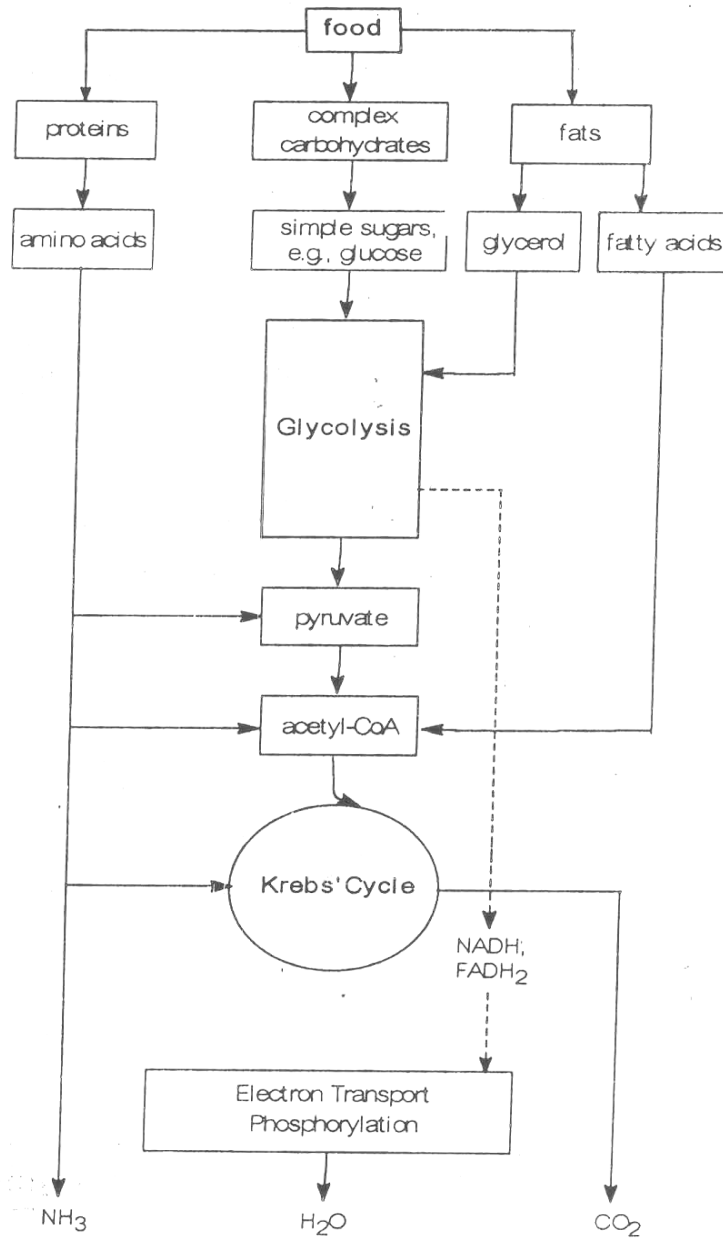 food
proteins
complex
carbohydrates
fats
amino acids
simple sugars,
e.g., glucose
glycerol
fatty acids
Glycolysis
pyruvate
acetyl-CoA
Krebs' Cycle
NADH,
FADH2
Electron Transport
Phosphorylation
NH3
H2O
CO2